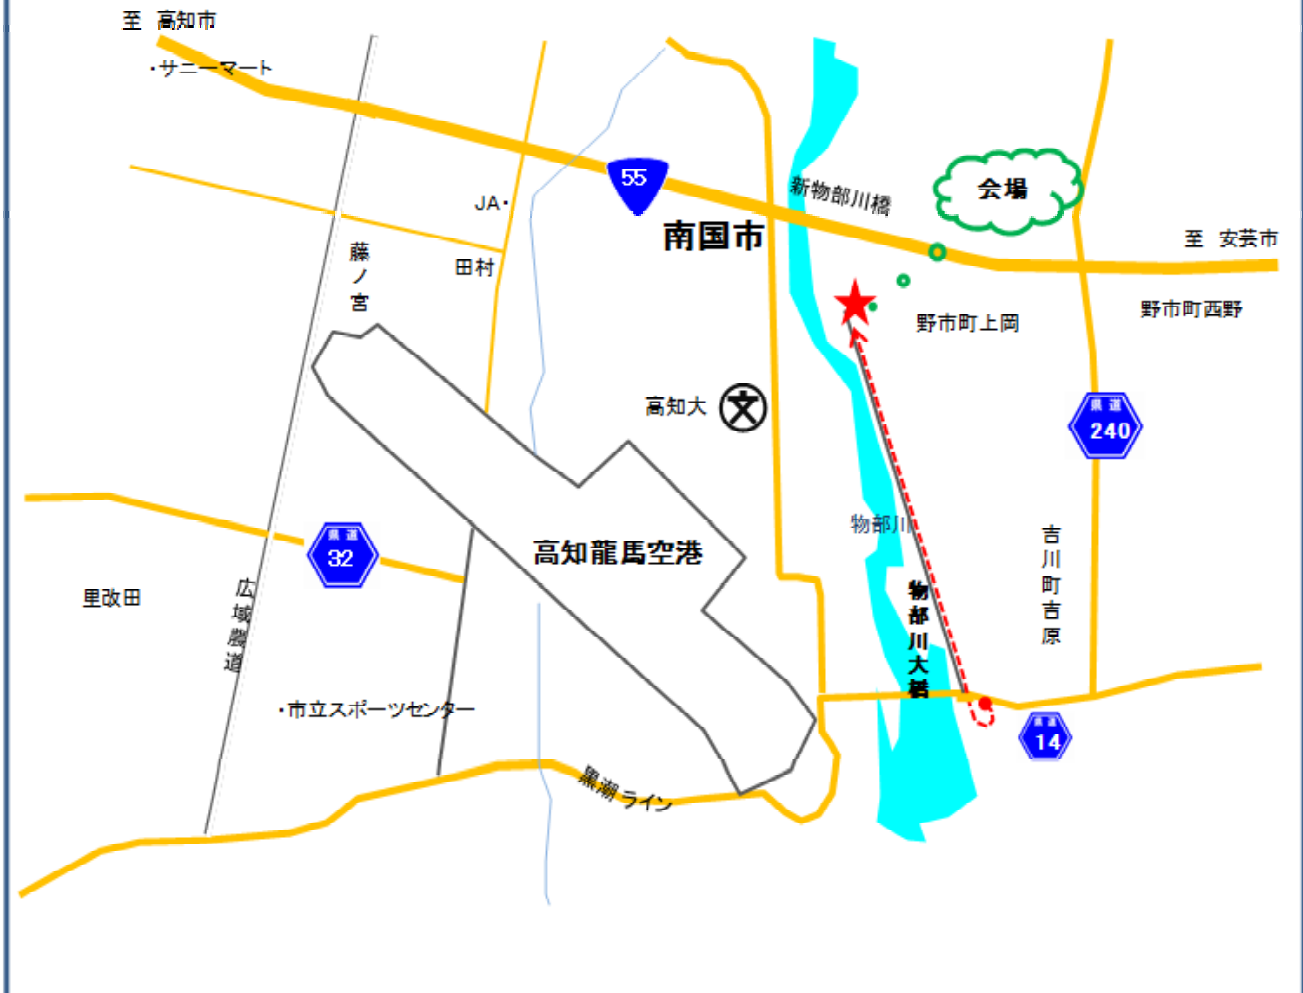 至 高知市
・サニーマート
55
新物部川橋
会場
JA・
南国市
至 安芸市
藤ノ宮
田村
野市町上岡
野市町西野
高知大
文
県道
240
物部川
県道
32
高知龍馬空港
吉川町吉原
里改田
広域農道
物部川大橋
・市立スポーツセンター
県道
14
黒潮ライン